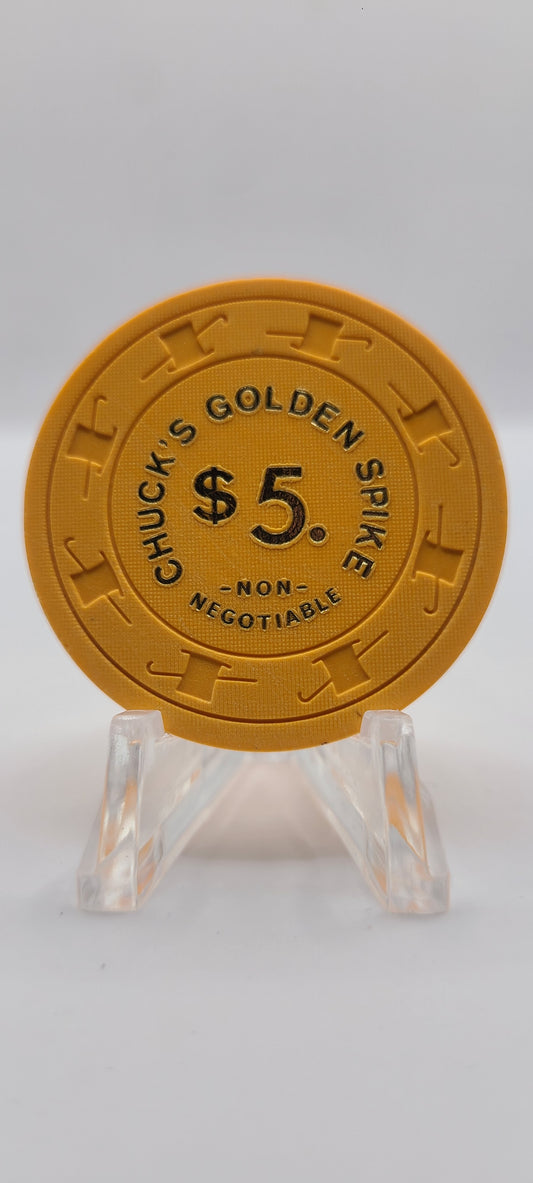 CHUCK'S GOLDEN SPIKE
$5.
-NON-
NEGOTIABLE